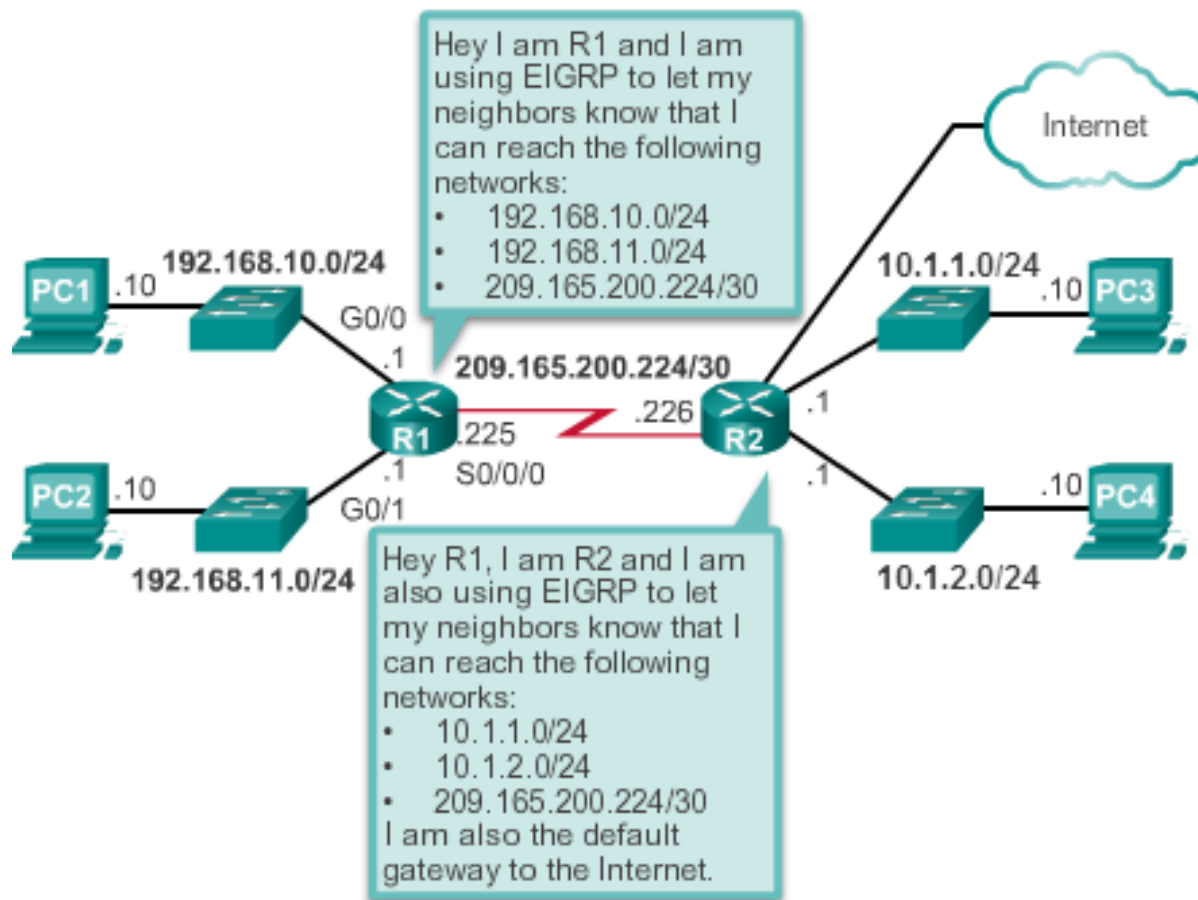 Hey I am R1 and I am
using EIGRP to let my
neighbors know that I
can reach the following
networks:
• 192.168.10.0/24
• 192.168.11.0/24
• 209.165.200.224/30
Internet
192.168.10.0/24
PC1
.10
G0/0
.1
10.1.1.0/24
.10
PC3
209.165.200.224/30
R1
.225
S0/0/0
.226
R2
.1
PC2
.10
.1
G0/1
192.168.11.0/24
.1
.10
PC4
10.1.2.0/24
Hey R1, I am R2 and I am
also using EIGRP to let
my neighbors know that I
can reach the following
networks:
• 10.1.1.0/24
• 10.1.2.0/24
• 209.165.200.224/30
I am also the default
gateway to the Internet.